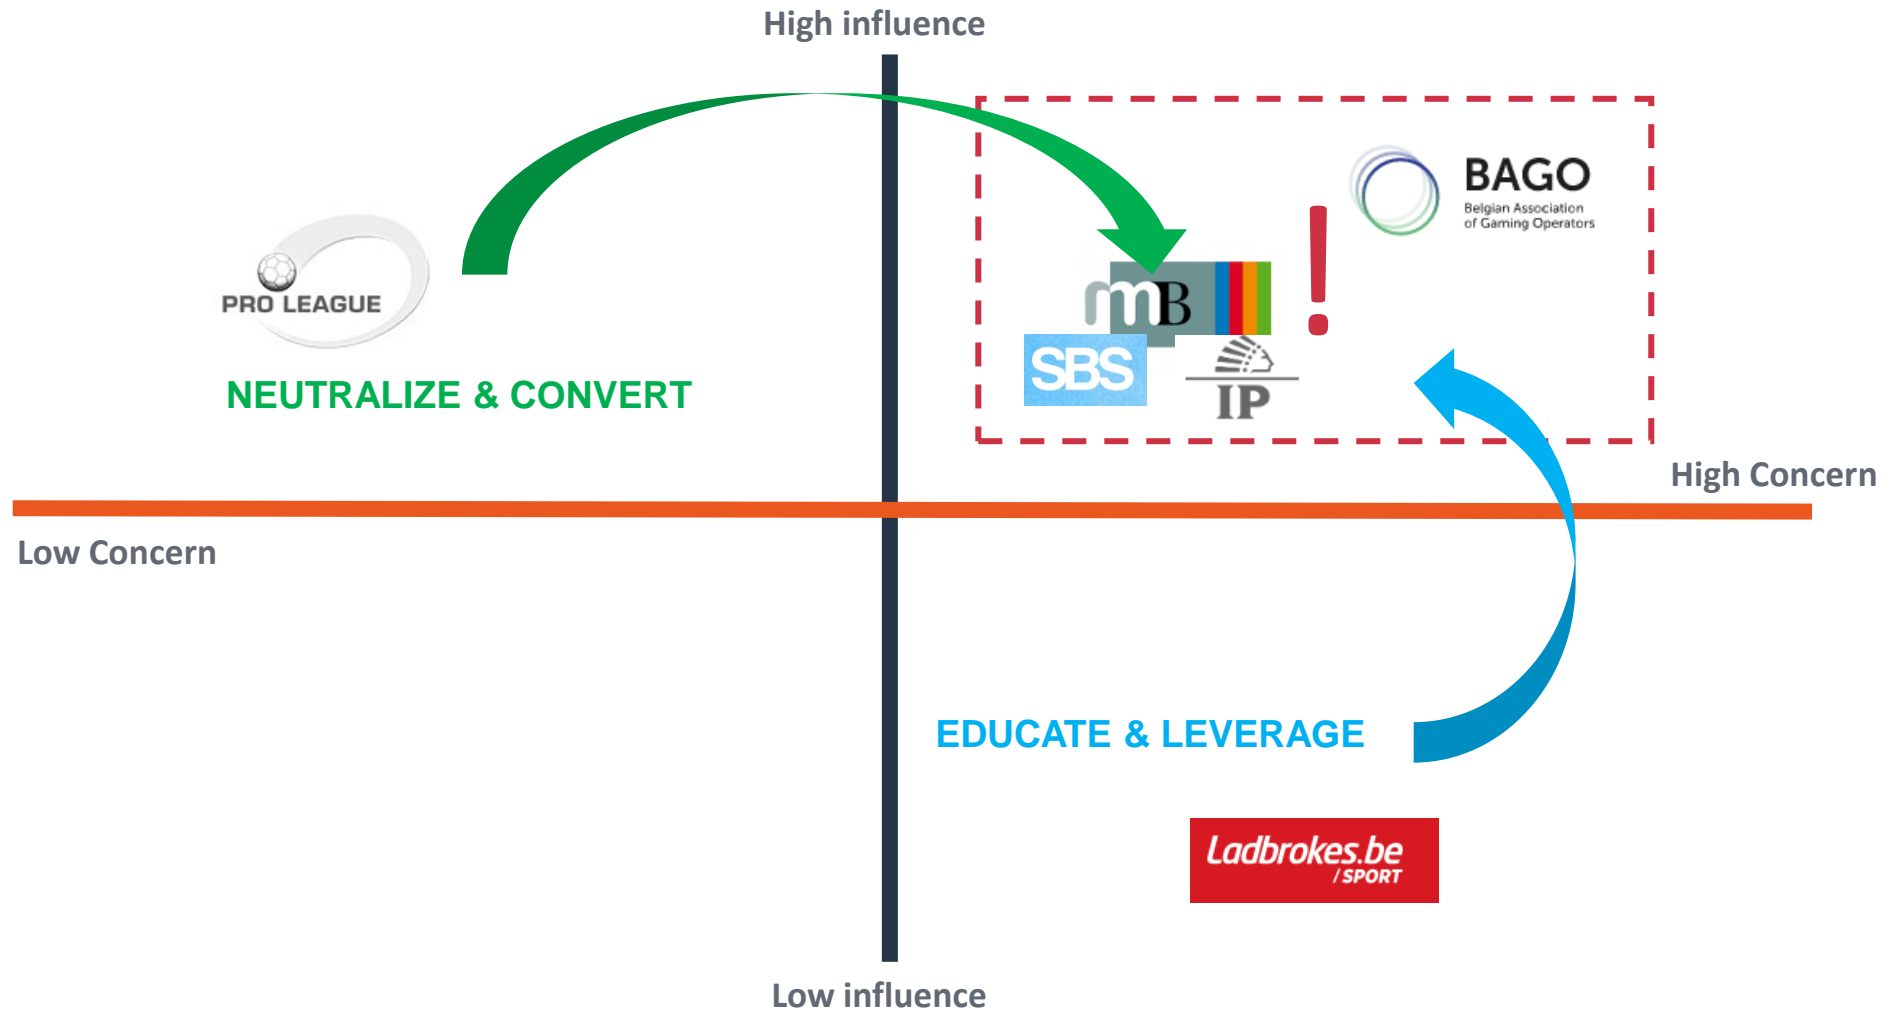 High influence
BAGO
Belgian Association
of Gaming Operators
PRO LEAGUE
mB
SBS
IP
!
NEUTRALIZE & CONVERT
High Concern
Low Concern
EDUCATE & LEVERAGE
Ladbrokes.be
/ SPORT
Low influence